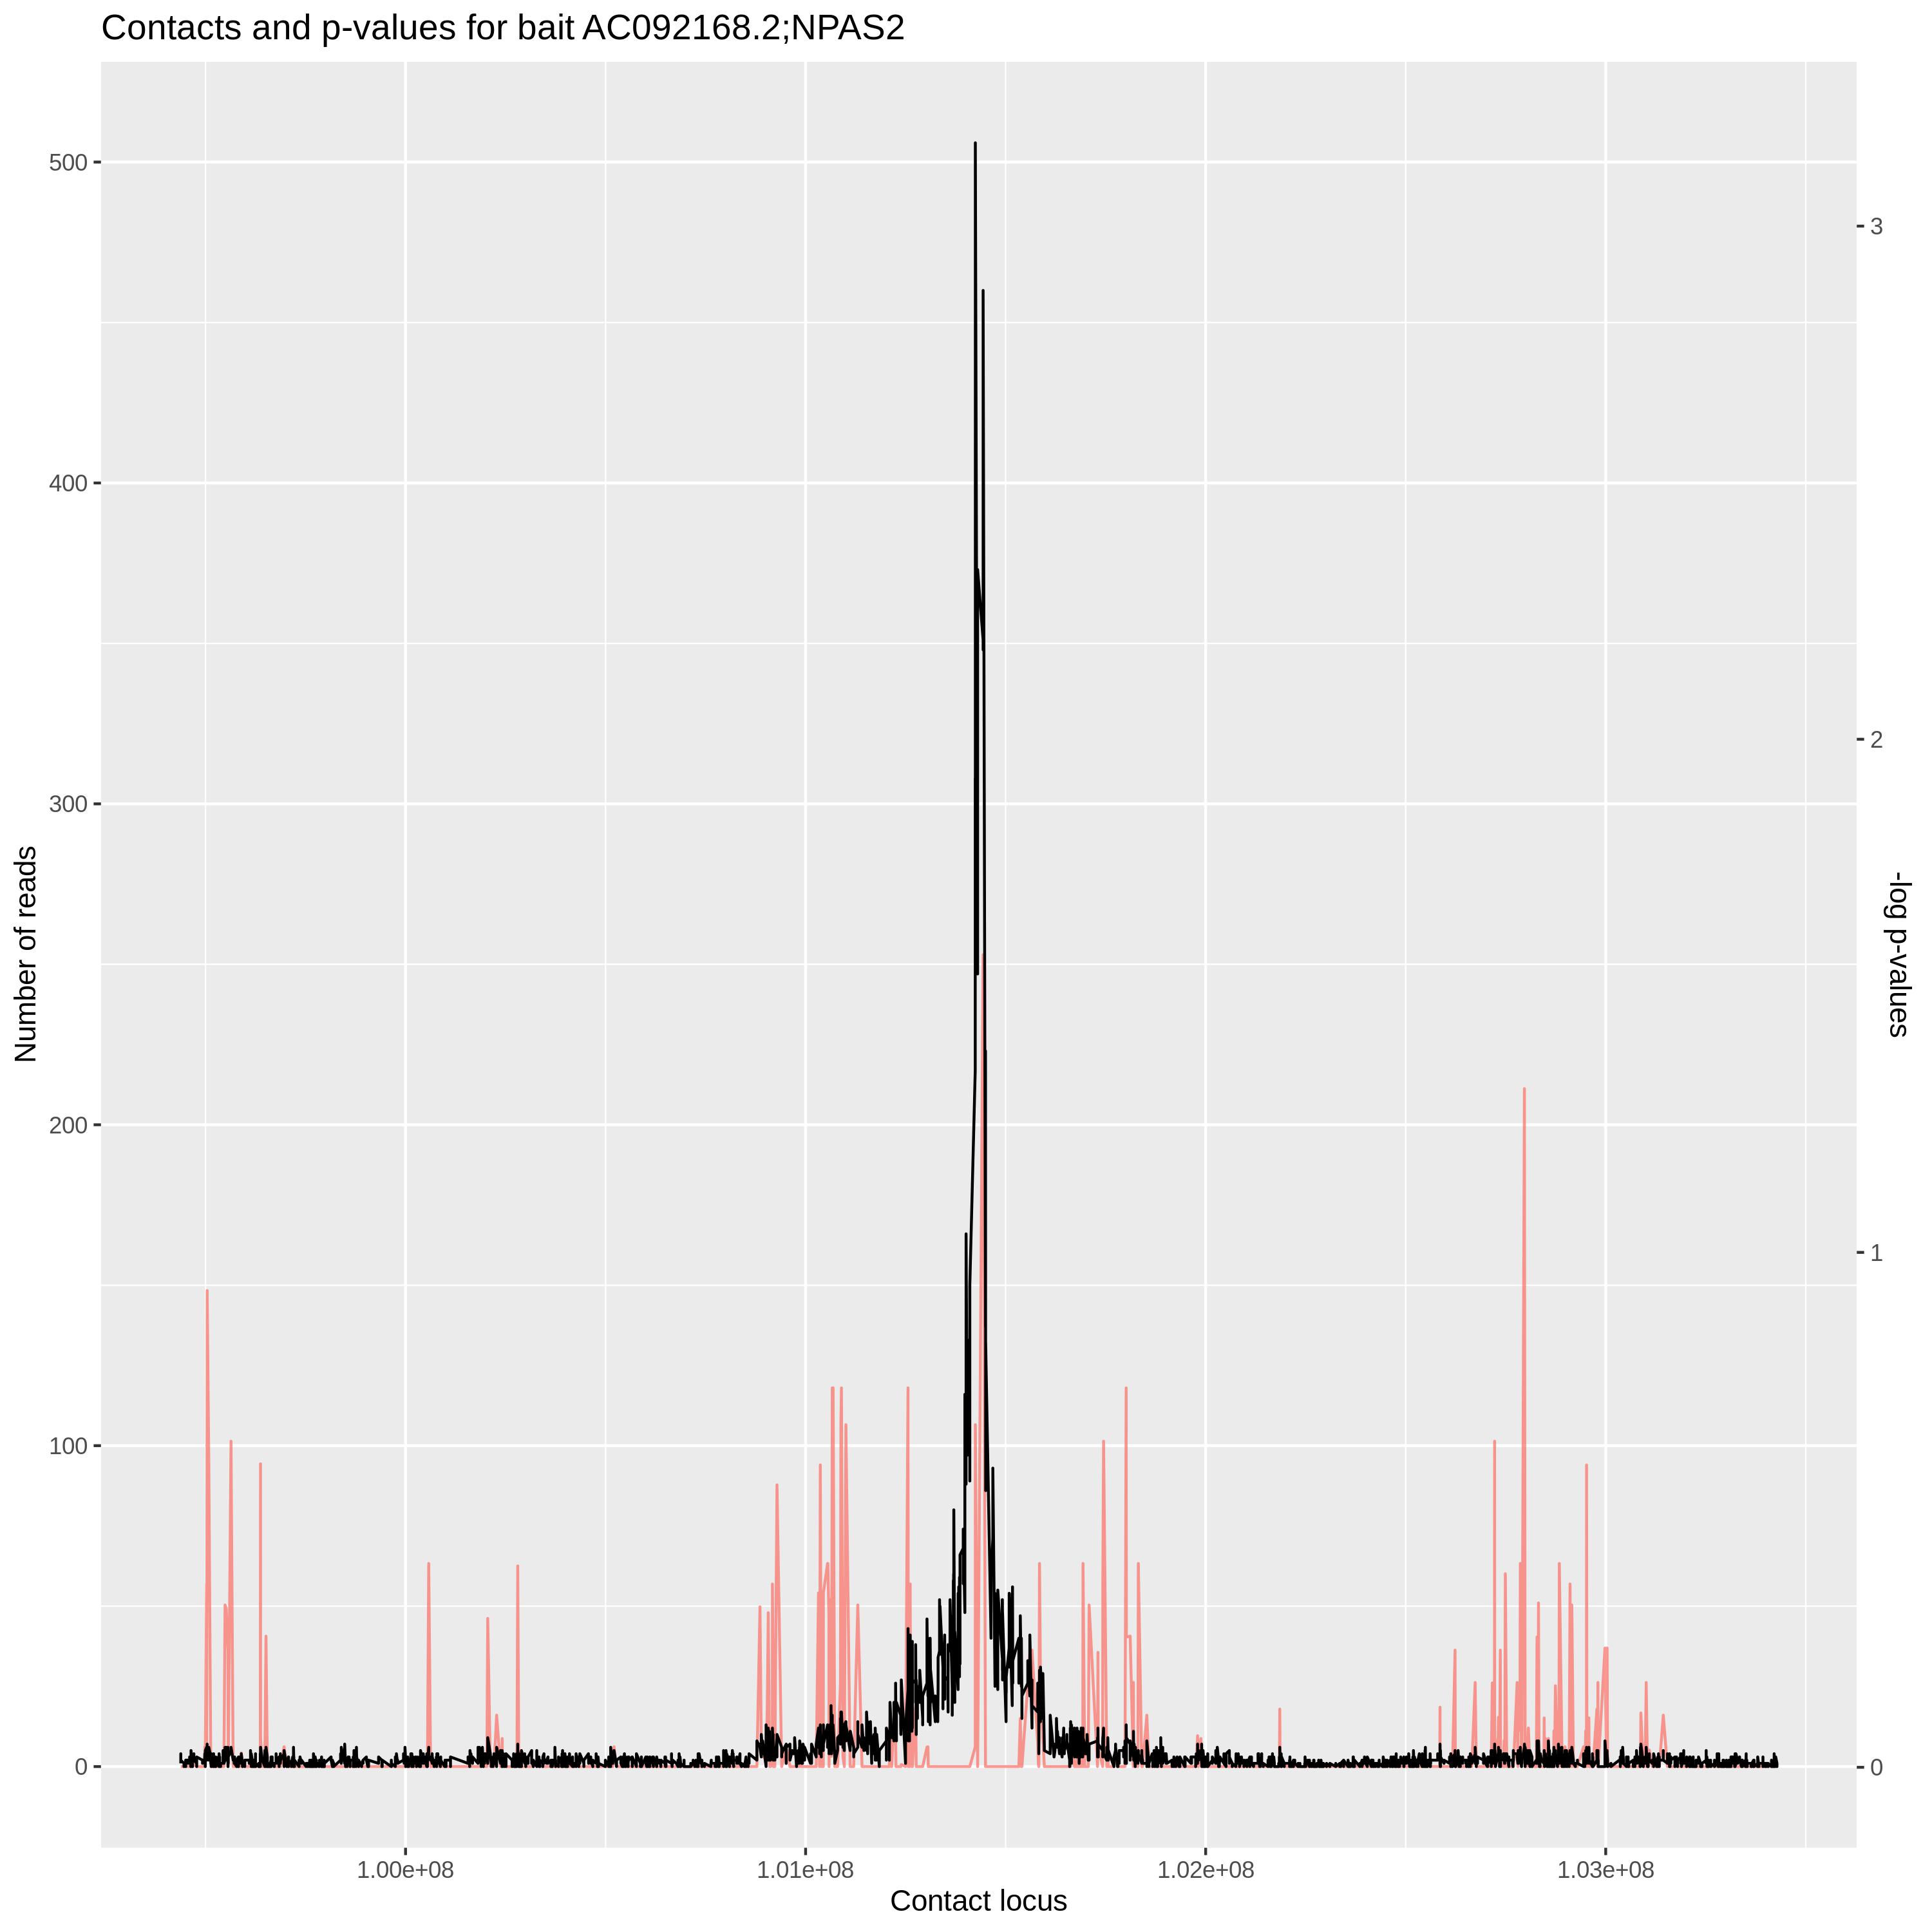 Contacts and p-values for bait AC092168.2;NPAS2
500
400
300
200
100
0
Number of reads
3
2
1
0
-log p-values
1.00e+08
1.01e+08
1.02e+08
1.03e+08
Contact locus